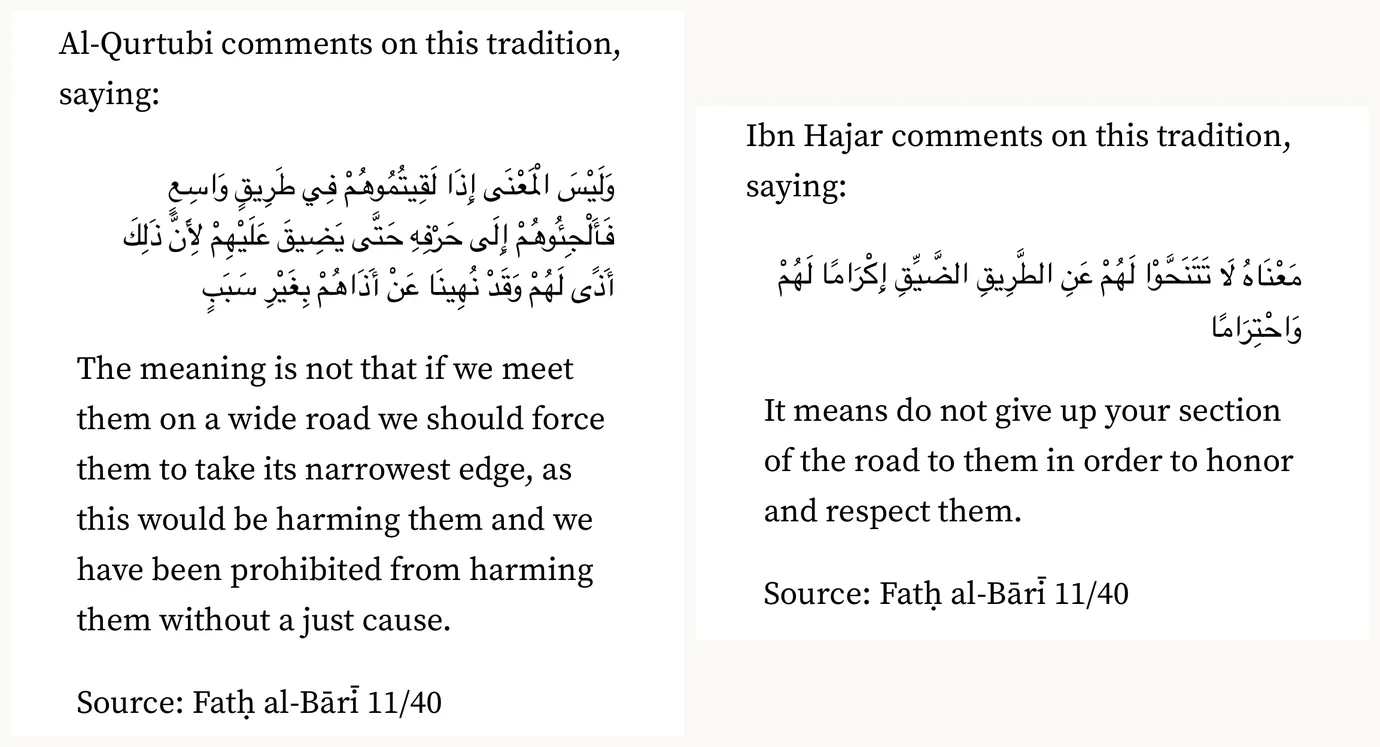 Al-Qurtubi comments on this tradition,
saying:
وَلَيْسَ الْمَعْنَى إِذَا لَقِيتُمُوهُمْ فِي طَرِيقٍ وَاسِعٍ
فَأَلْجِئُوهُمْ إِلَى حَرْفِهِ حَتَّى يَضِيقَ عَلَيْهِمْ لِأَنَّ ذَلِكَ
أَذًى لَهُمْ وَقَدْ نُهِينَا عَنْ أَذَاهُمْ بِغَيْرِ سَبَبٍ
The meaning is not that if we meet
them on a wide road we should force
them to take its narrowest edge, as
this would be harming them and we
have been prohibited from harming
them without a just cause.
Source: Fatḥ al-Bārī̇ 11/40
Ibn Hajar comments on this tradition,
saying:
مَعْنَاهُ لَا تَتَنَحَّوْا لَهُمْ عَنِ الطَّرِيقِ الضَّيِّقِ إِكْرَامًا لَهُمْ
وَاحْتِرَامًا
It means do not give up your section
of the road to them in order to honor
and respect them.
Source: Fatḥ al-Bārī̇ 11/40